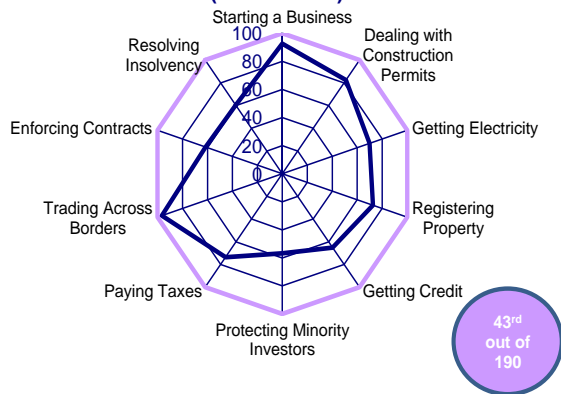 Starting a Business
100
80
60
40
20
0
Dealing with
Construction
Permits
Getting Electricity
Registering
Property
Getting Credit
Protecting Minority
Investors
Paying Taxes
Trading Across
Borders
Enforcing Contracts
Resolving
Insolvency
43rd
out of
190